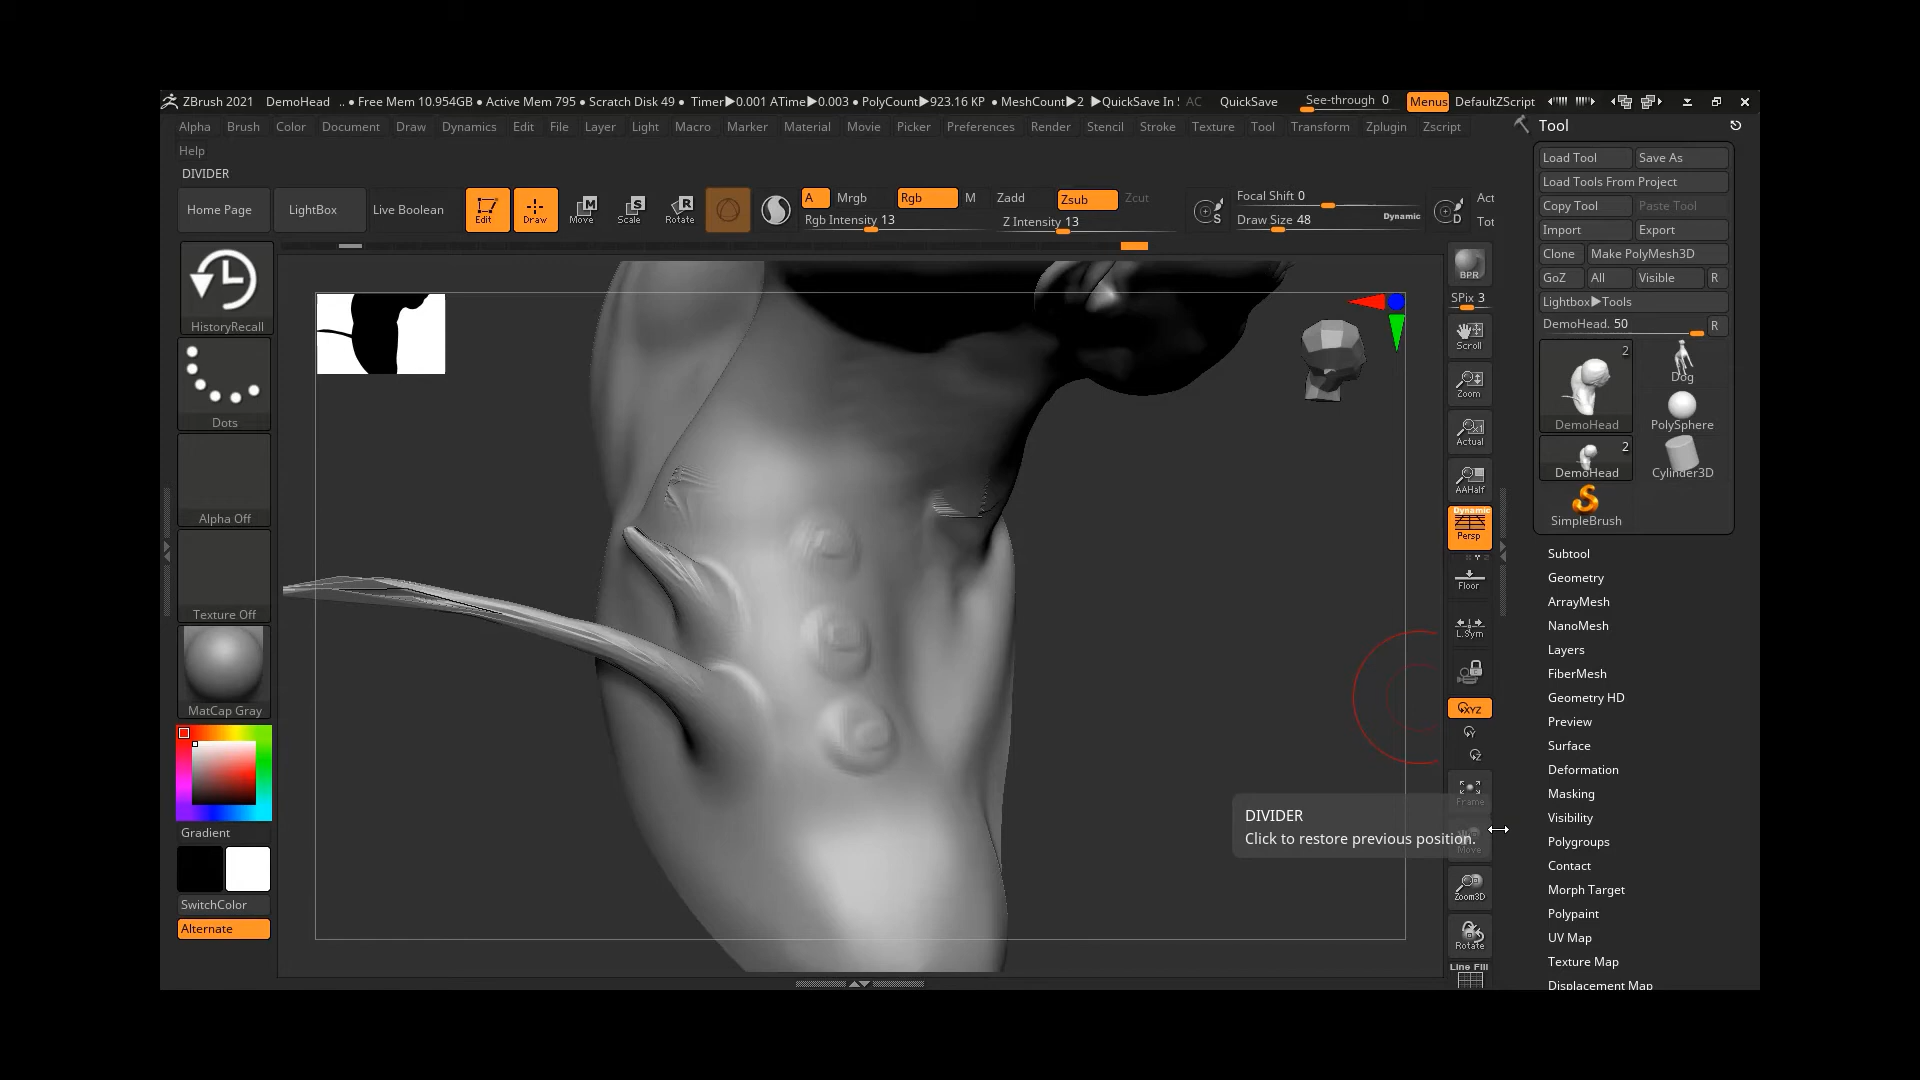 ZBrush 2021 DemoHead .. • Free Mem 10.954GB • Active Mem 795 • Scratch Disk 49 • Timer▶0.001 ATime▶0.003 • PolyCount▶923.16 KP • MeshCount▶2 ▶QuickSave In AC QuickSave See-through 0 Menus DefaultZScript
Alpha Brush Color Document Draw Dynamics Edit File Layer Light Macro Marker Material Movie Picker Preferences Render Stencil Stroke Texture Tool Transform Zplugin Zscript
Help
DIVIDER
Home Page LightBox Live Boolean Edit Draw Move Scale Rotate
A Mrgb Rgb M Zadd Zsub Zcut
Rgb Intensity 13 Z Intensity 13
S Focal Shift 0
Draw Size 48 Dynamic
D Act
Tot
HistoryRecall
Dots
Alpha Off
Texture Off
MatCap Gray
Gradient
SwitchColor
Alternate
DIVIDER
Click to restore previous position.
BPR
SPix 3
Scroll
Zoom
Actual
AAHalf
Dynamic
Persp
Floor
L.Sym
XYZ
Y
Z
Frame
Move
Zoom3D
Rotate
Line Fill
Tool
Load Tool Save As
Load Tools From Project
Copy Tool Paste Tool
Import Export
Clone Make PolyMesh3D
GoZ All Visible R
Lightbox▶Tools
DemoHead. 50 R
2
DemoHead Dog
PolySphere
2
DemoHead Cylinder3D
SimpleBrush
Subtool
Geometry
ArrayMesh
NanoMesh
Layers
FiberMesh
Geometry HD
Preview
Surface
Deformation
Masking
Visibility
Polygroups
Contact
Morph Target
Polypaint
UV Map
Texture Map
Displacement Map